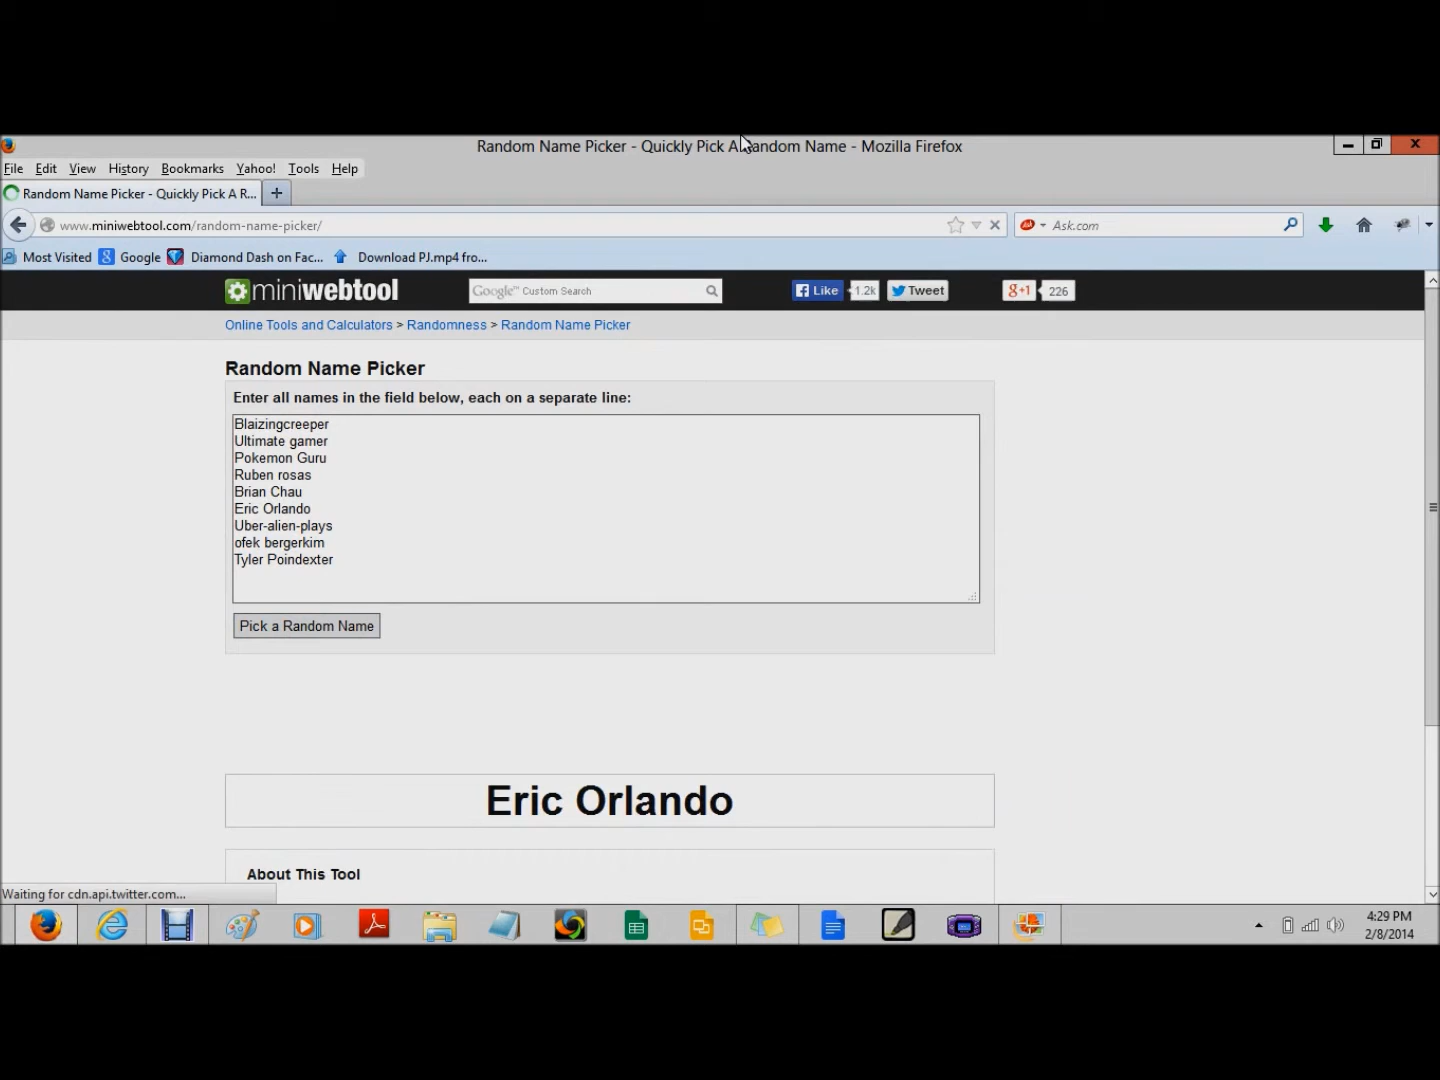 Random Name Picker - Quickly Pick A Random Name - Mozilla Firefox
File Edit View History Bookmarks Yahoo! Tools Help
Random Name Picker - Quickly Pick A R...
www.miniwebtool.com/random-name-picker/ Ask.com
Most Visited Google Diamond Dash on Fac... Download PJ.mp4 fro...
miniwebtool Google™ Custom Search Like 1.2k Tweet g+1 226
Online Tools and Calculators > Randomness > Random Name Picker
Random Name Picker
Enter all names in the field below, each on a separate line:
Blaizingcreeper
Ultimate gamer
Pokemon Guru
Ruben rosas
Brian Chau
Eric Orlando
Uber-alien-plays
ofek bergerkim
Tyler Poindexter
Pick a Random Name
Eric Orlando
About This Tool
Waiting for cdn.api.twitter.com...
4:29 PM
2/8/2014